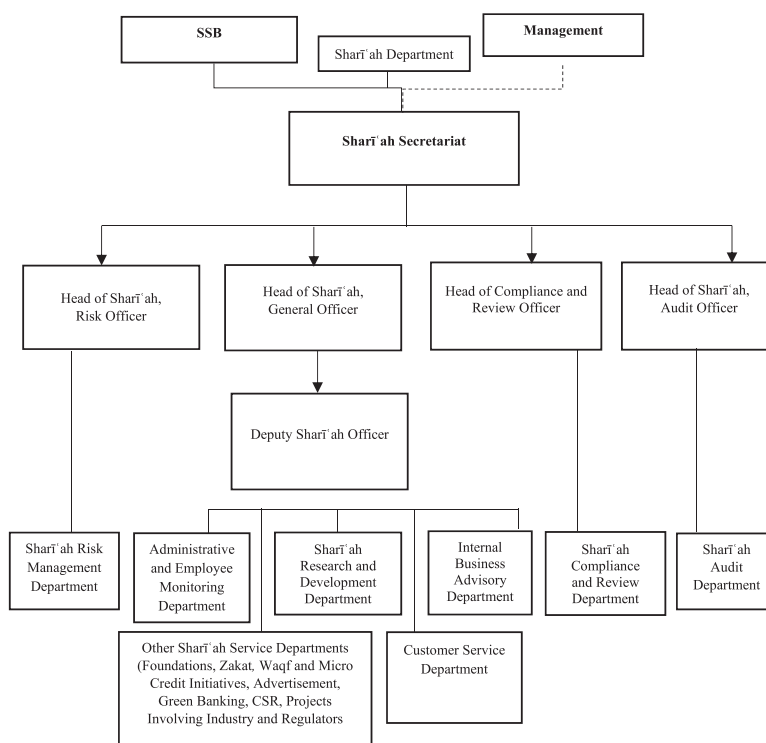 SSB
Sharīʿah Department
Management
Sharīʿah Secretariat
Head of Sharīʿah,
Risk Officer
Head of Sharīʿah,
General Officer
Head of Compliance and
Review Officer
Head of Sharīʿah,
Audit Officer
Deputy Sharīʿah Officer
Sharīʿah Risk
Management
Department
Administrative
and Employee
Monitoring
Department
Sharīʿah
Research and
Development
Department
Internal
Business
Advisory
Department
Sharīʿah
Compliance
and Review
Department
Sharīʿah
Audit
Department
Other Sharīʿah Service Departments
(Foundations, Zakat, Waqf and Micro
Credit Initiatives, Advertisement,
Green Banking, CSR, Projects
Involving Industry and Regulators
Customer Service
Department